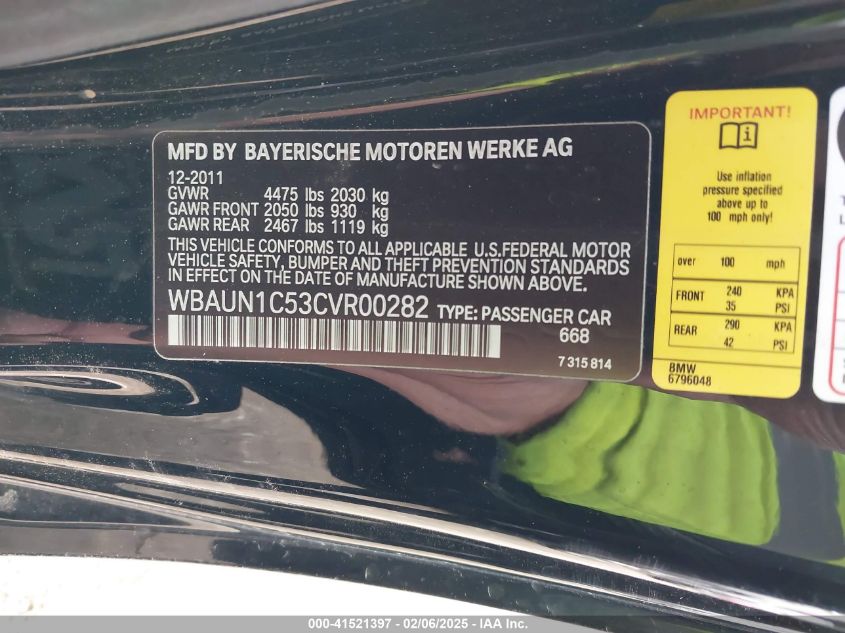 MFD BY BAYERISCHE MOTOREN WERKE AG
12-2011
GVWR 4475 lbs 2030 kg
GAWR FRONT 2050 lbs 930 kg
GAWR REAR 2467 lbs 1119 kg
THIS VEHICLE CONFORMS TO ALL APPLICABLE U.S.FEDERAL MOTOR
VEHICLE SAFETY, BUMPER AND THEFT PREVENTION STANDARDS
IN EFFECT ON THE DATE OF MANUFACTURE SHOWN ABOVE.
WBAUN1C53CVR00282 TYPE: PASSENGER CAR
668
7 315 814
IMPORTANT!
Use inflation
pressure specified
above up to
100 mph only!
over 100 mph
FRONT 240 KPA
35 PSI
REAR 290 KPA
42 PSI
BMW
6796048
000-41521397 - 02/06/2025 - IAA Inc.